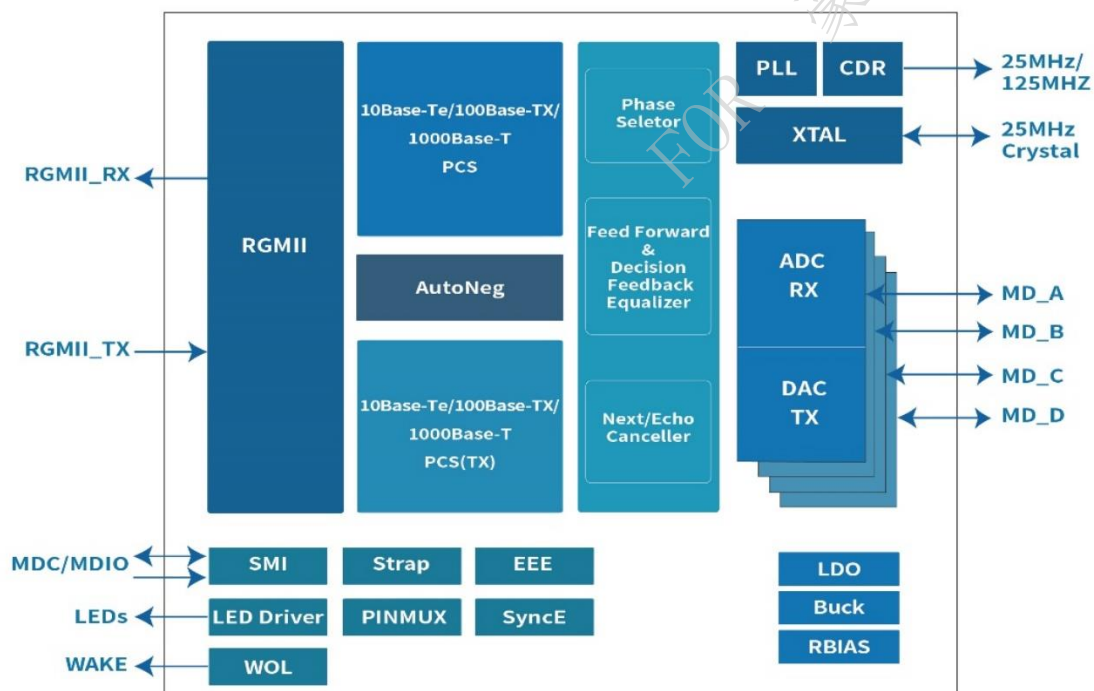 RGMII_RX
RGMII_TX
MDC/MDIO
LEDs
WAKE
RGMII
10Base-Te/100Base-TX/
1000Base-T
PCS
AutoNeg
10Base-Te/100Base-TX/
1000Base-T
PCS(TX)
Phase
Seletor
Feed Forward
&
Decision
Feedback
Equalizer
Next/Echo
Canceller
PLL
CDR
25MHz/
125MHZ
XTAL
25MHz
Crystal
ADC
RX
DAC
TX
MD_A
MD_B
MD_C
MD_D
SMI
Strap
EEE
LED Driver
PINMUX
SyncE
WOL
LDO
Buck
RBIAS
FOR